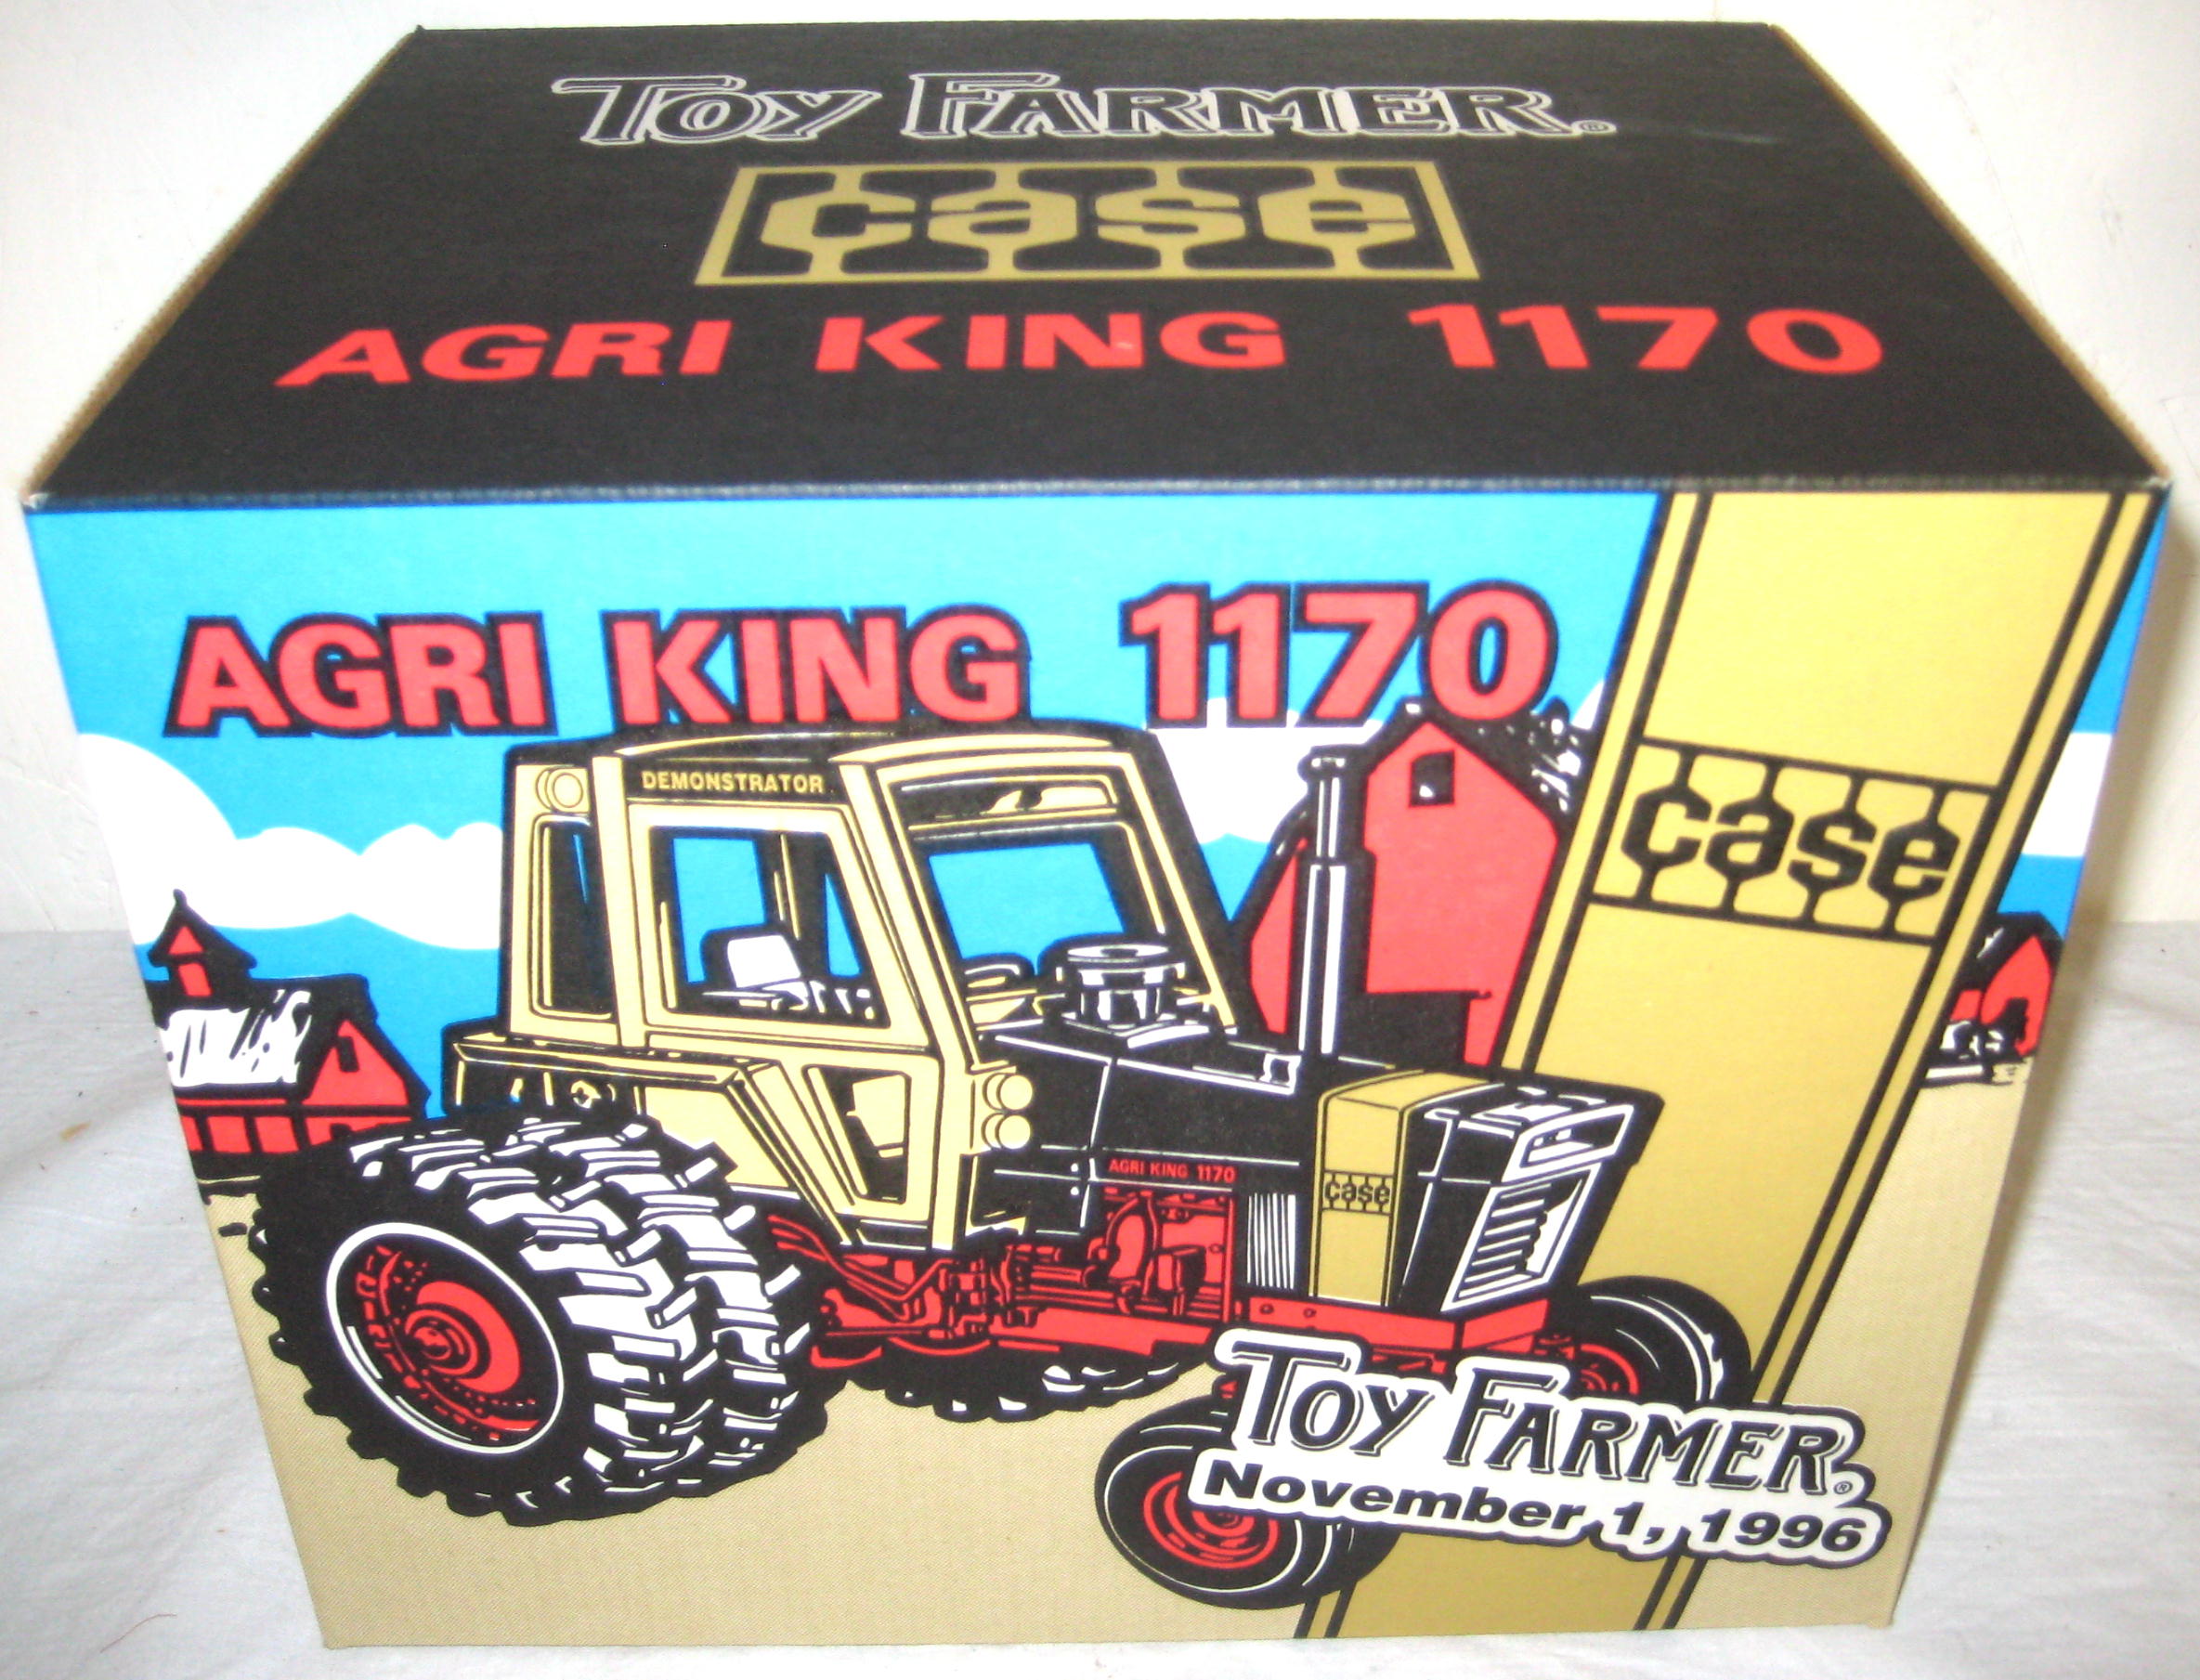 TOY FARMER®
case
AGRI KING 1170
AGRI KING 1170
DEMONSTRATOR
case
AGRI KING 1170
case
TOY FARMER®
November 1, 1996